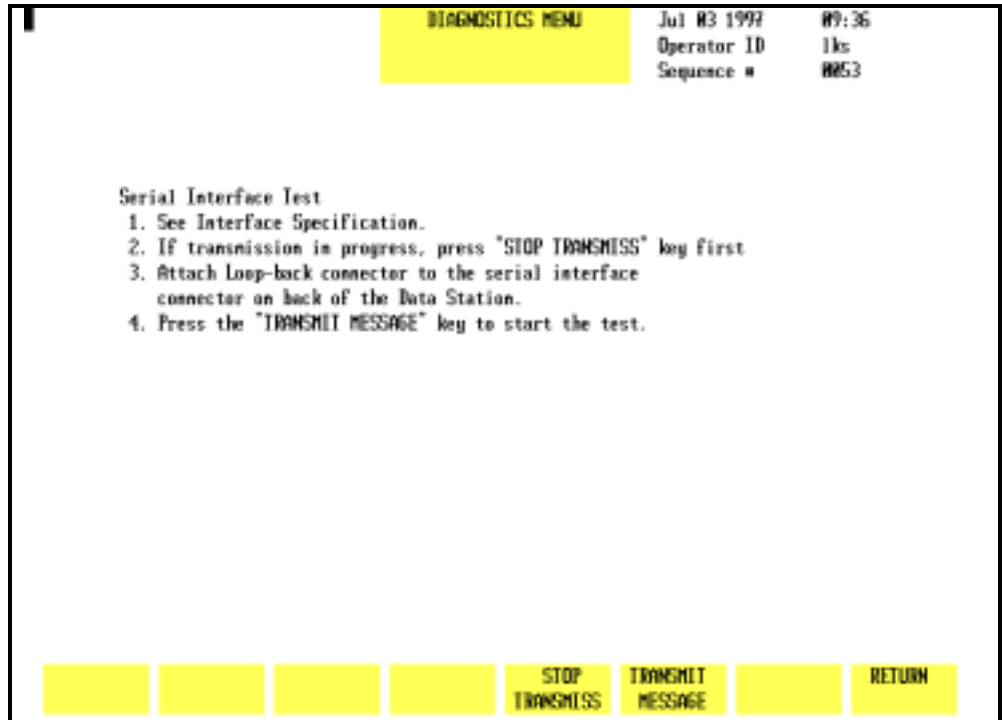 DIAGNOSTICS MENU
Jul 03 1997 09:36
Operator ID lks
Sequence # 0053
Serial Interface Test
1. See Interface Specification.
2. If transmission in progress, press "STOP TRANSMISS" key first
3. Attach Loop-back connector to the serial interface
connector on back of the Data Station.
4. Press the "TRANSMIT MESSAGE" key to start the test.
STOP TRANSMIT RETURN
TRANSMISS MESSAGE